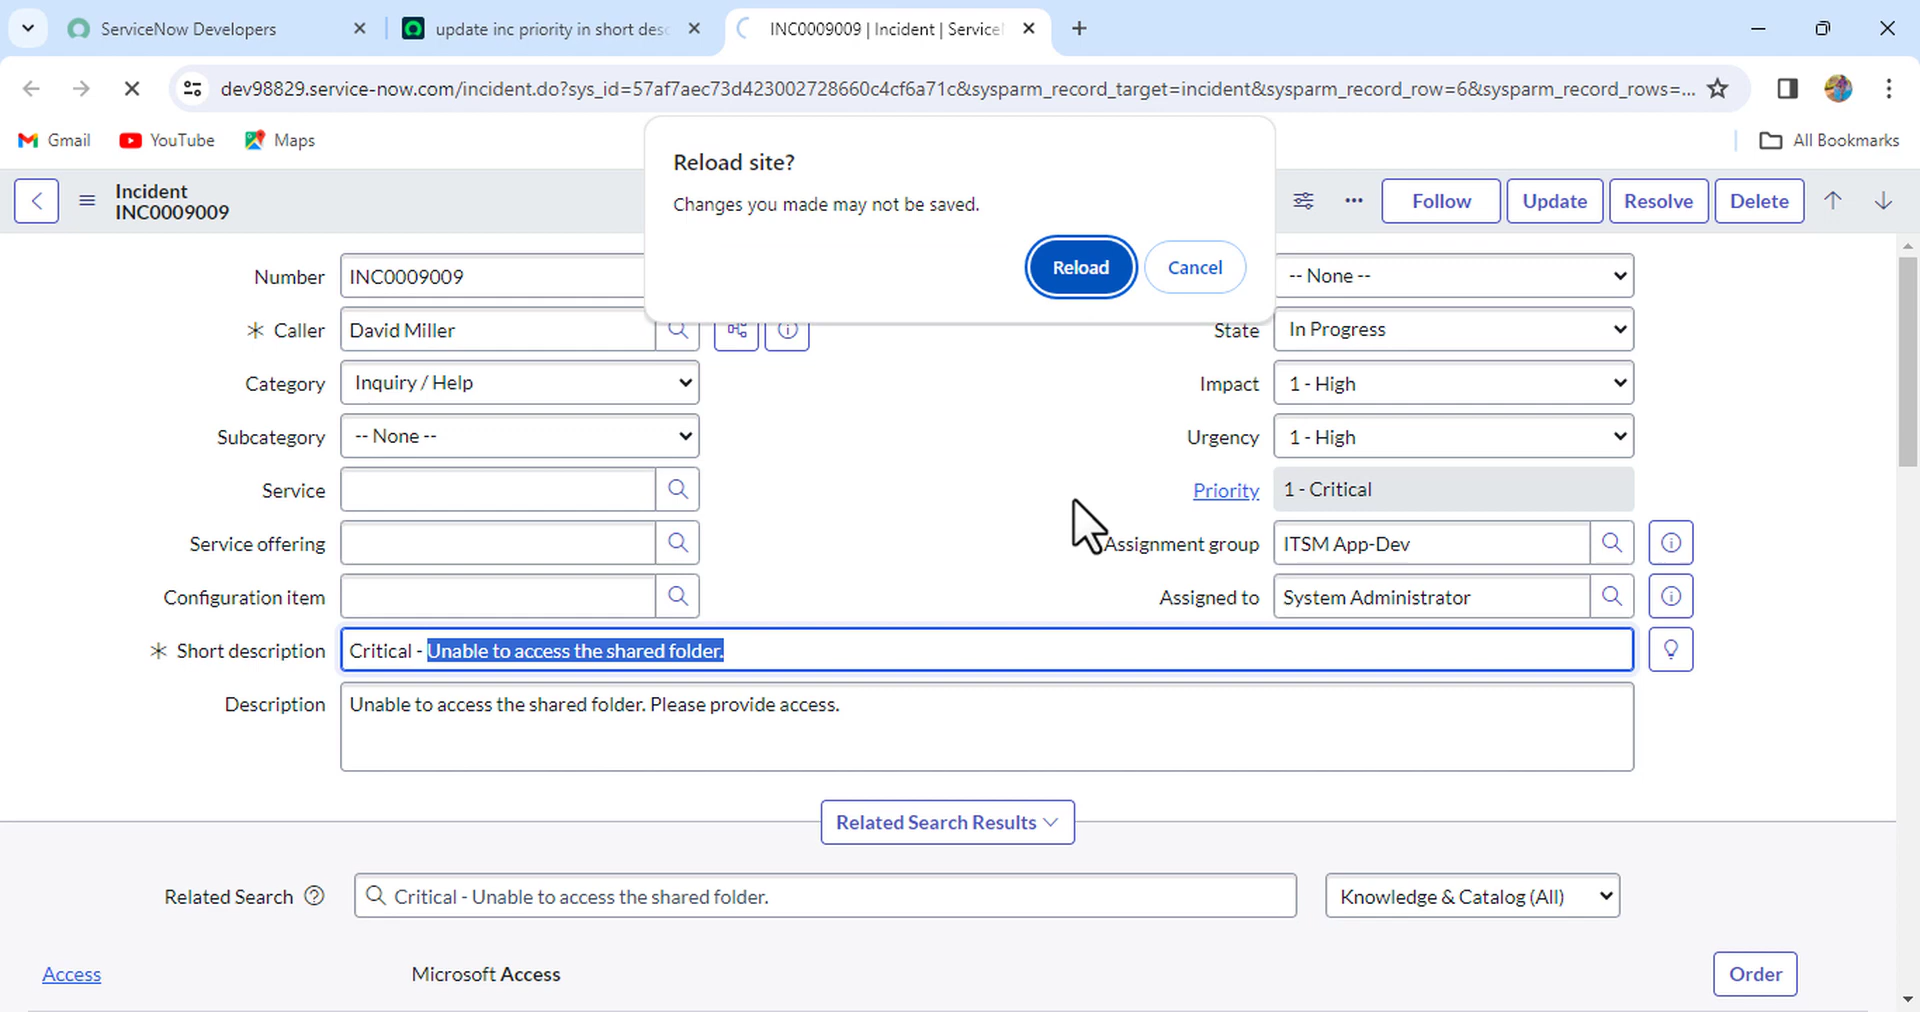 ServiceNow Developers
update inc priority in short desc
INC0009009 | Incident | Service
dev98829.service-now.com/incident.do?sys_id=57af7aec73d423002728660c4cf6a71c&sysparm_record_target=incident&sysparm_record_row=6&sysparm_record_rows=...
Gmail
YouTube
Maps
All Bookmarks
Reload site?
Changes you made may not be saved.
Reload
Cancel
Incident
INC0009009
Follow
Update
Resolve
Delete
Number
INC0009009
-- None --
Caller
David Miller
State
In Progress
Category
Inquiry / Help
Impact
1 - High
Subcategory
-- None --
Urgency
1 - High
Service
Priority
1 - Critical
Service offering
Assignment group
ITSM App-Dev
Configuration item
Assigned to
System Administrator
Short description
Critical - Unable to access the shared folder.
Description
Unable to access the shared folder. Please provide access.
Related Search Results
Related Search
Critical - Unable to access the shared folder.
Knowledge & Catalog (All)
Access
Microsoft Access
Order